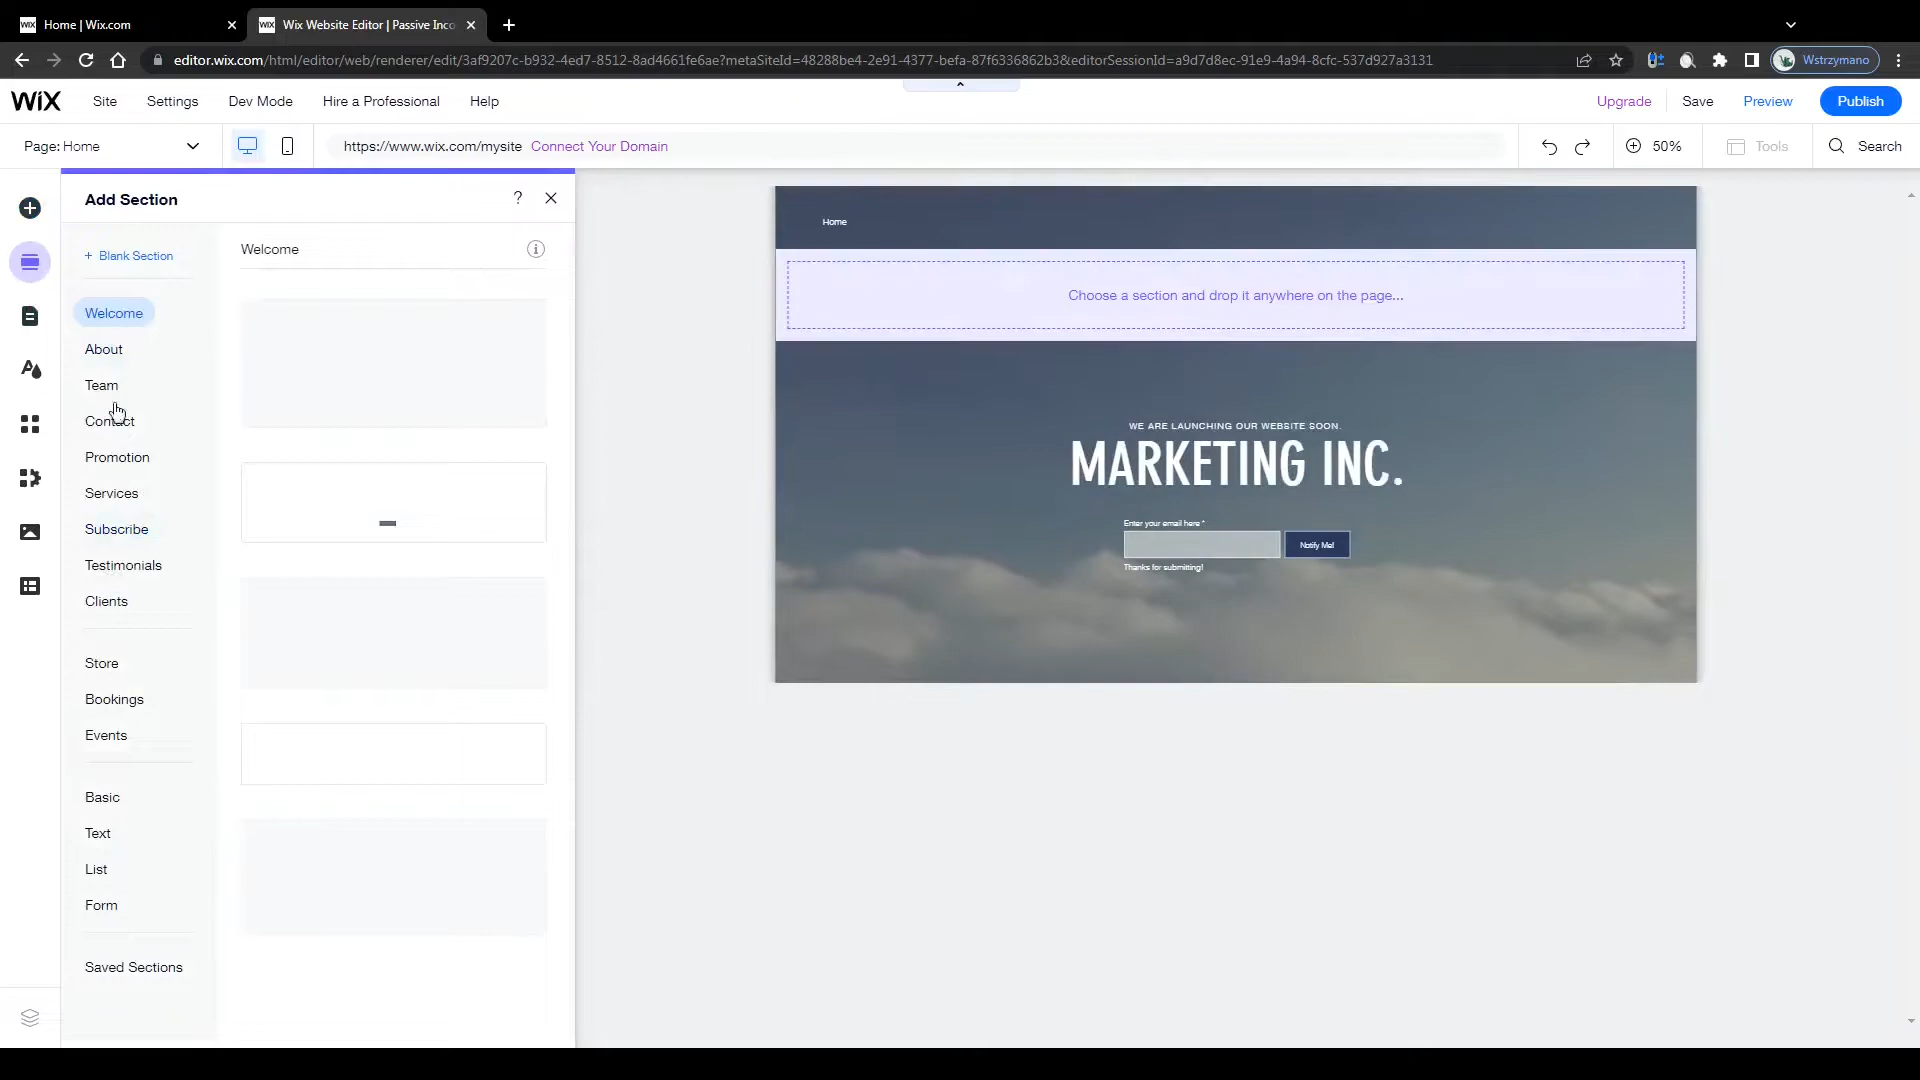 WiX Home | Wix.com
WiX Wix Website Editor | Passive Inco
editor.wix.com/html/editor/web/renderer/edit/3af9207c-b932-4ed7-8512-8ad4661fe6ae?metaSiteId=48288be4-2e91-4377-befa-87f6336862b3&editorSessionId=a9d7d8ec-91e9-4a94-8cfc-537d927a3131
Wstrzymano
WiX Site Settings Dev Mode Hire a Professional Help
Upgrade Save Preview Publish
Page: Home
https://www.wix.com/mysite Connect Your Domain
50% Tools Search
Add Section ?
+ Blank Section
Welcome
About
Team
Contact
Promotion
Services
Subscribe
Testimonials
Clients
Store
Bookings
Events
Basic
Text
List
Form
Saved Sections
Welcome
Home
Choose a section and drop it anywhere on the page...
WE ARE LAUNCHING OUR WEBSITE SOON.
MARKETING INC.
Enter your email here *
Notify Me!
Thanks for submitting!